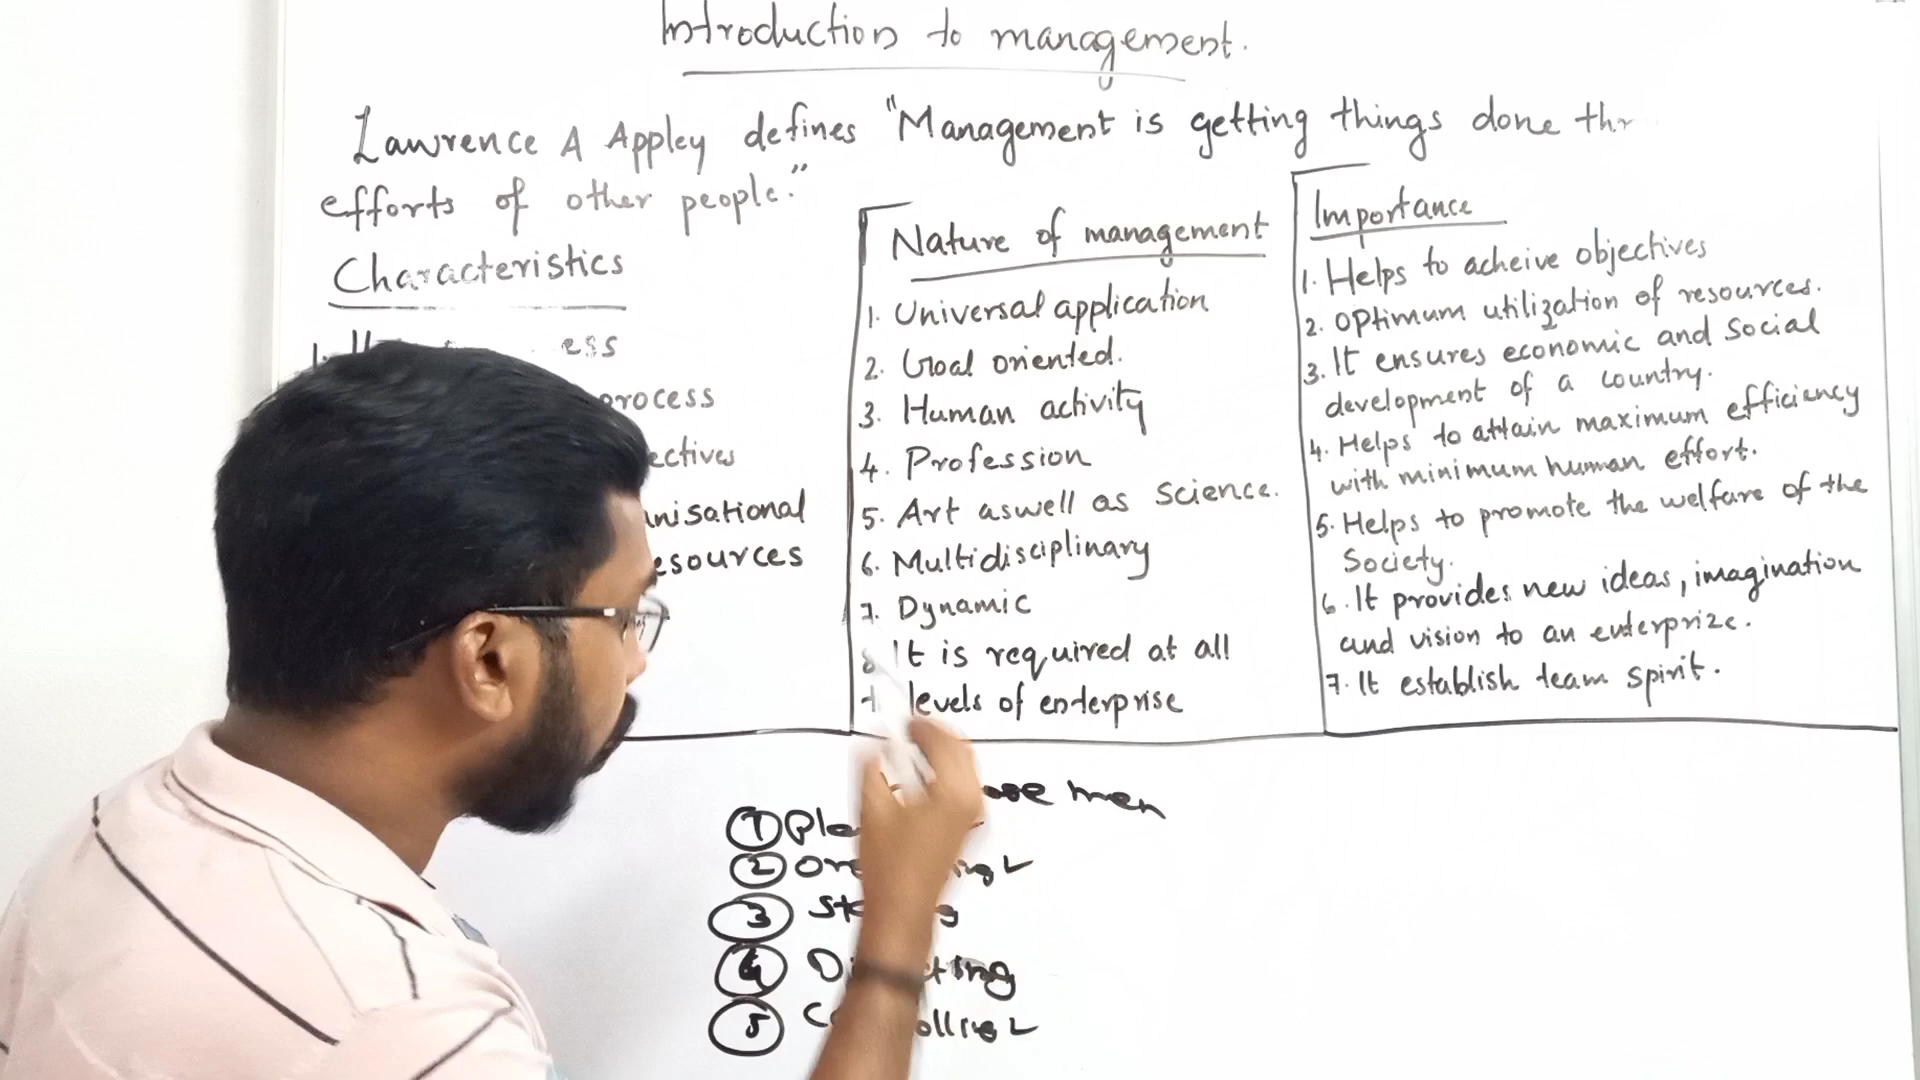 Introduction to management.
Lawrence A Appley defines "Management is getting things done thr
efforts of other people."
Characteristics
ess
process
ectives
nisational
esources
Nature of management
1. Universal application
2. Goal oriented.
3. Human activity
4. Profession
5. Art aswell as Science.
6. Multidisciplinary
7. Dynamic
8 It is required at all
levels of enterprise
Importance
1. Helps to acheive objectives
2. optimum utilization of resources.
3. It ensures economic and social
development of a country.
4. Helps to attain maximum efficiency
with minimum human effort.
5. Helps to promote the welfare of the
Society.
6. It provides new ideas, imagination
and vision to an enterprize.
7. It establish team spirit.
men
1 Pla
2 Or
3 St
4 D cting
5 C olling